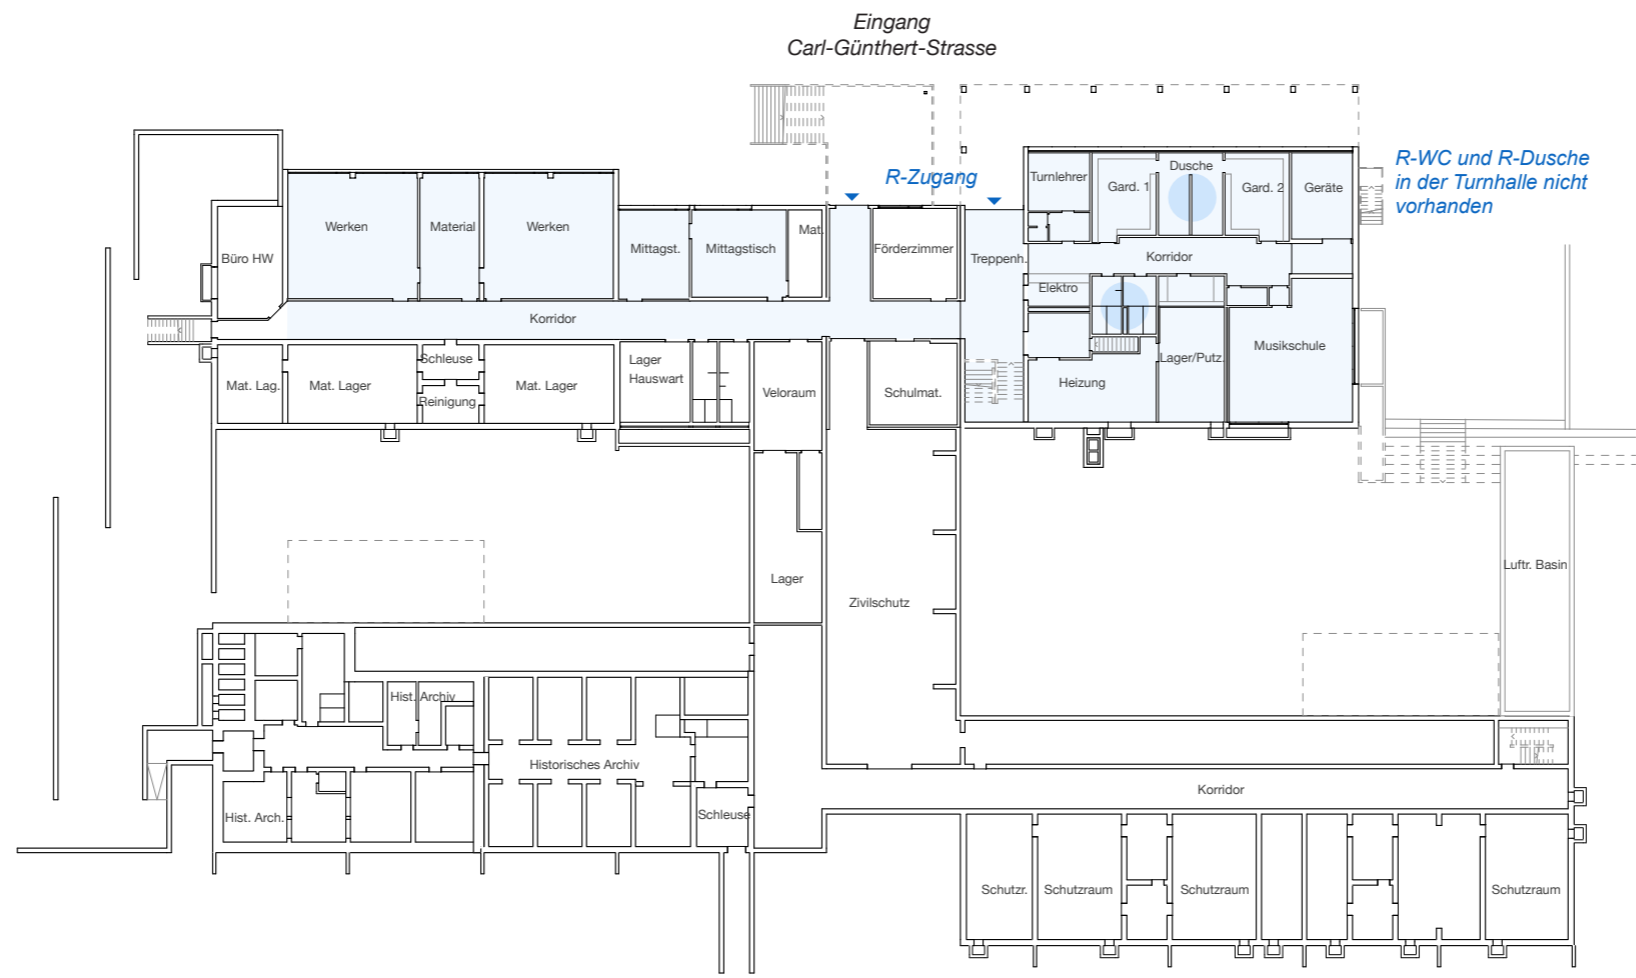 Eingang
Carl-Günthert-Strasse
R-Zugang
R-WC und R-Dusche
in der Turnhalle nicht
vorhanden
Turnlehrer
Gard. 1
Dusche
Gard. 2
Geräte
Büro HW
Werken
Material
Werken
Mittagst.
Mittagstisch
Mat.
Förderzimmer
Treppenh.
Korridor
Elektro
Korridor
Mat. Lag.
Mat. Lager
Schleuse
Reinigung
Mat. Lager
Lager
Hauswart
Veloraum
Schulmat.
Heizung
Lager/Putz.
Musikschule
Lager
Zivilschutz
Luftr. Basin
Hist. Archiv
Historisches Archiv
Hist. Arch.
Schleuse
Korridor
Schutzr.
Schutzraum
Schutzraum
Schutzraum